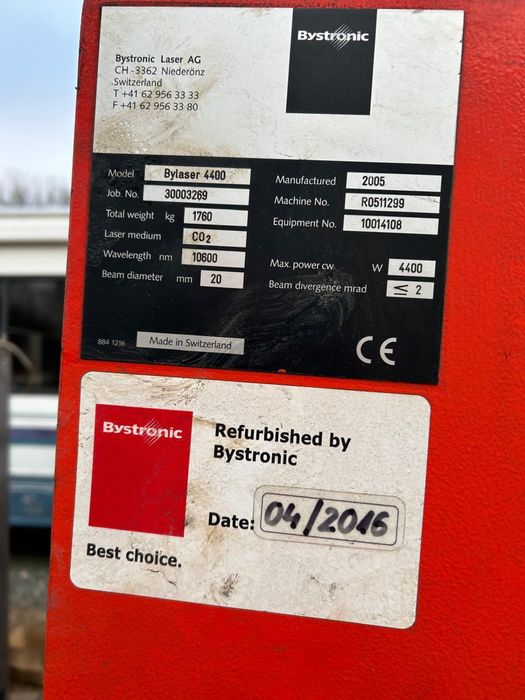 Bystronic Laser AG
CH - 3362 Niederönz
Switzerland
T +41 62 956 33 33
F +41 62 956 33 80
Bystronic
Model Bylaser 4400
Job. No. 30003269
Total weight kg 1760
Laser medium CO2
Wavelength nm 10600
Beam diameter mm 20
Manufactured 2005
Machine No. R0511299
Equipment No. 10014108
Max. power cw W 4400
Beam divergence mrad ≤ 2
884 1216 Made in Switzerland
CE
Bystronic
Refurbished by
Bystronic
Date: 04/2016
Best choice.